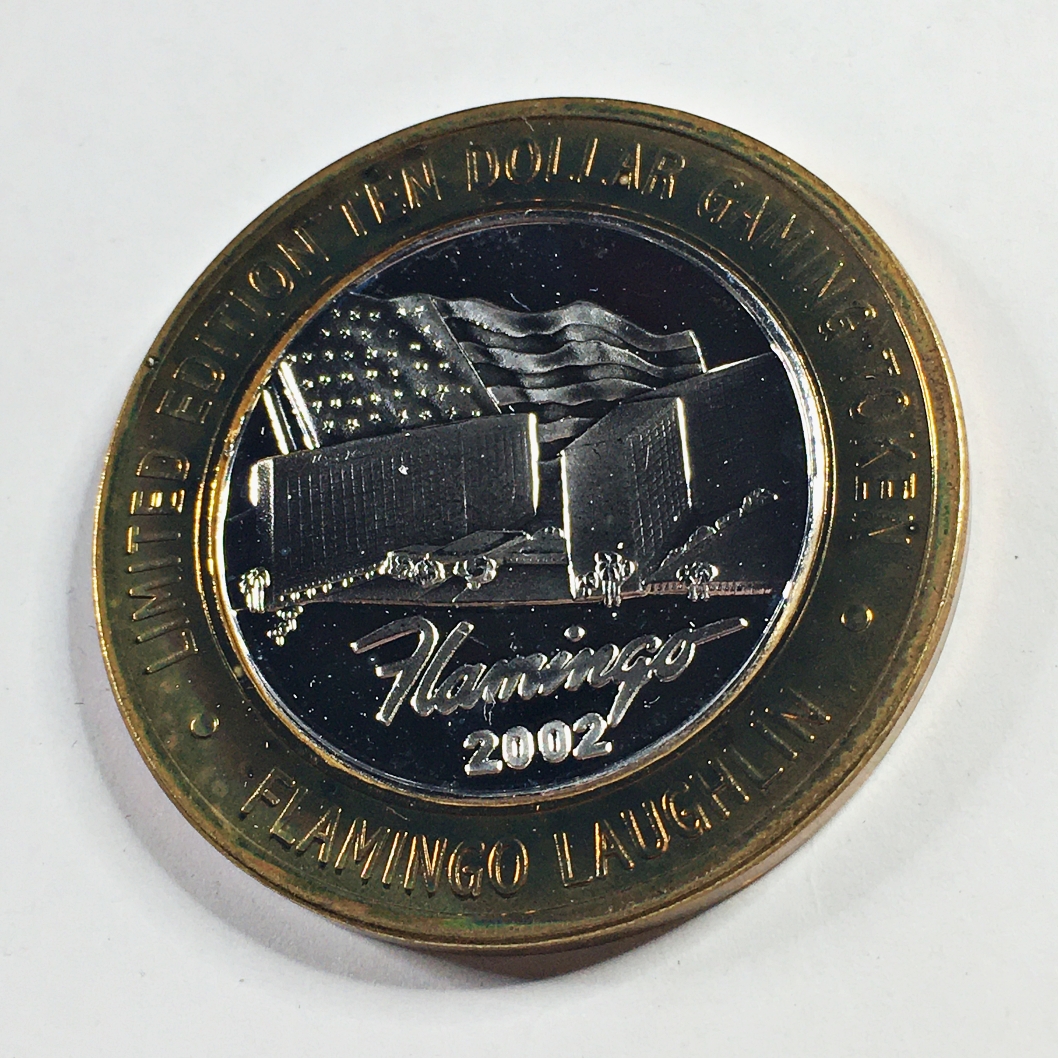 LIMITED EDITION TEN DOLLAR GAMING TOKEN
Flamingo
2002
• FLAMINGO LAUGHLIN •